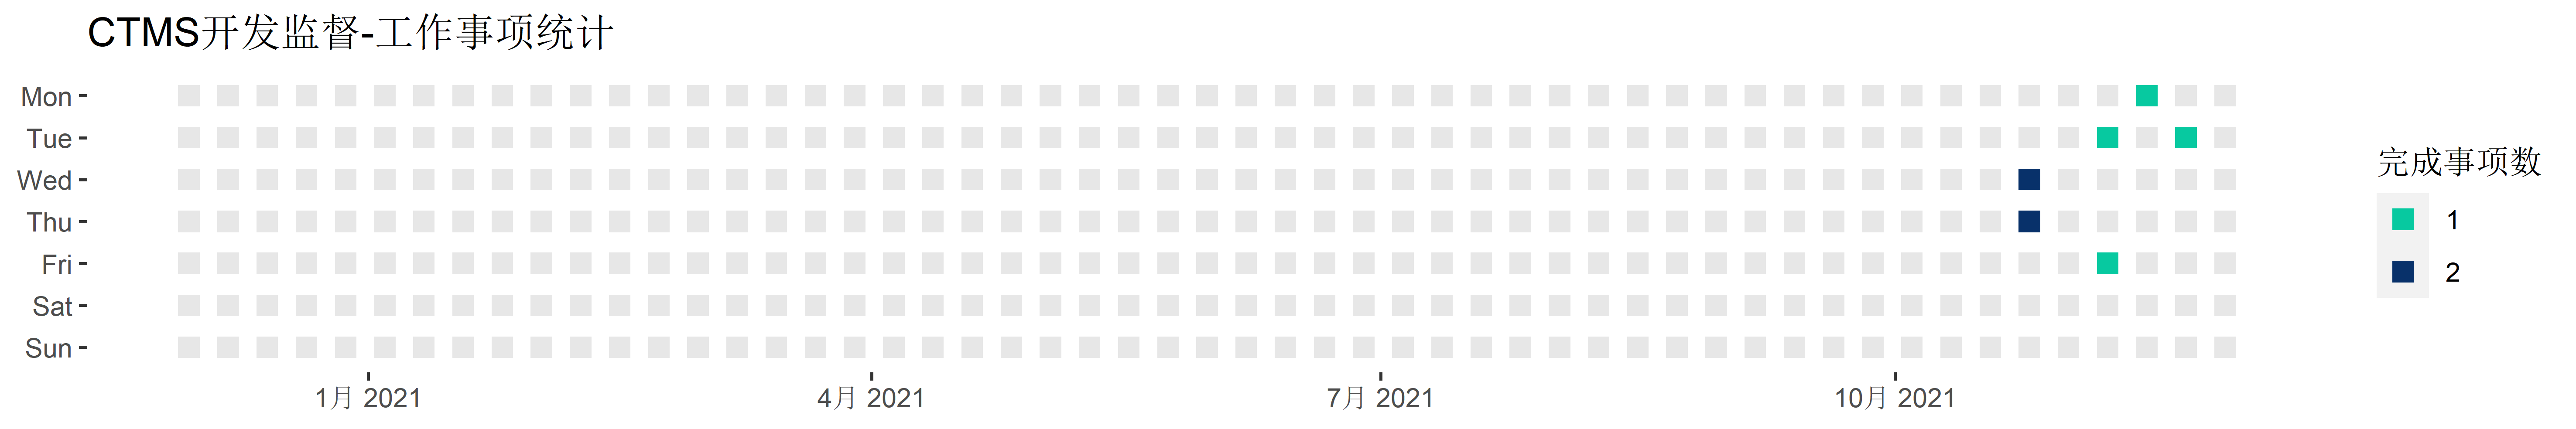 CTMS开发监督-工作事项统计
Mon
Tue
Wed
Thu
Fri
Sat
Sun
1月 2021
4月 2021
7月 2021
10月 2021
完成事项数
1
2